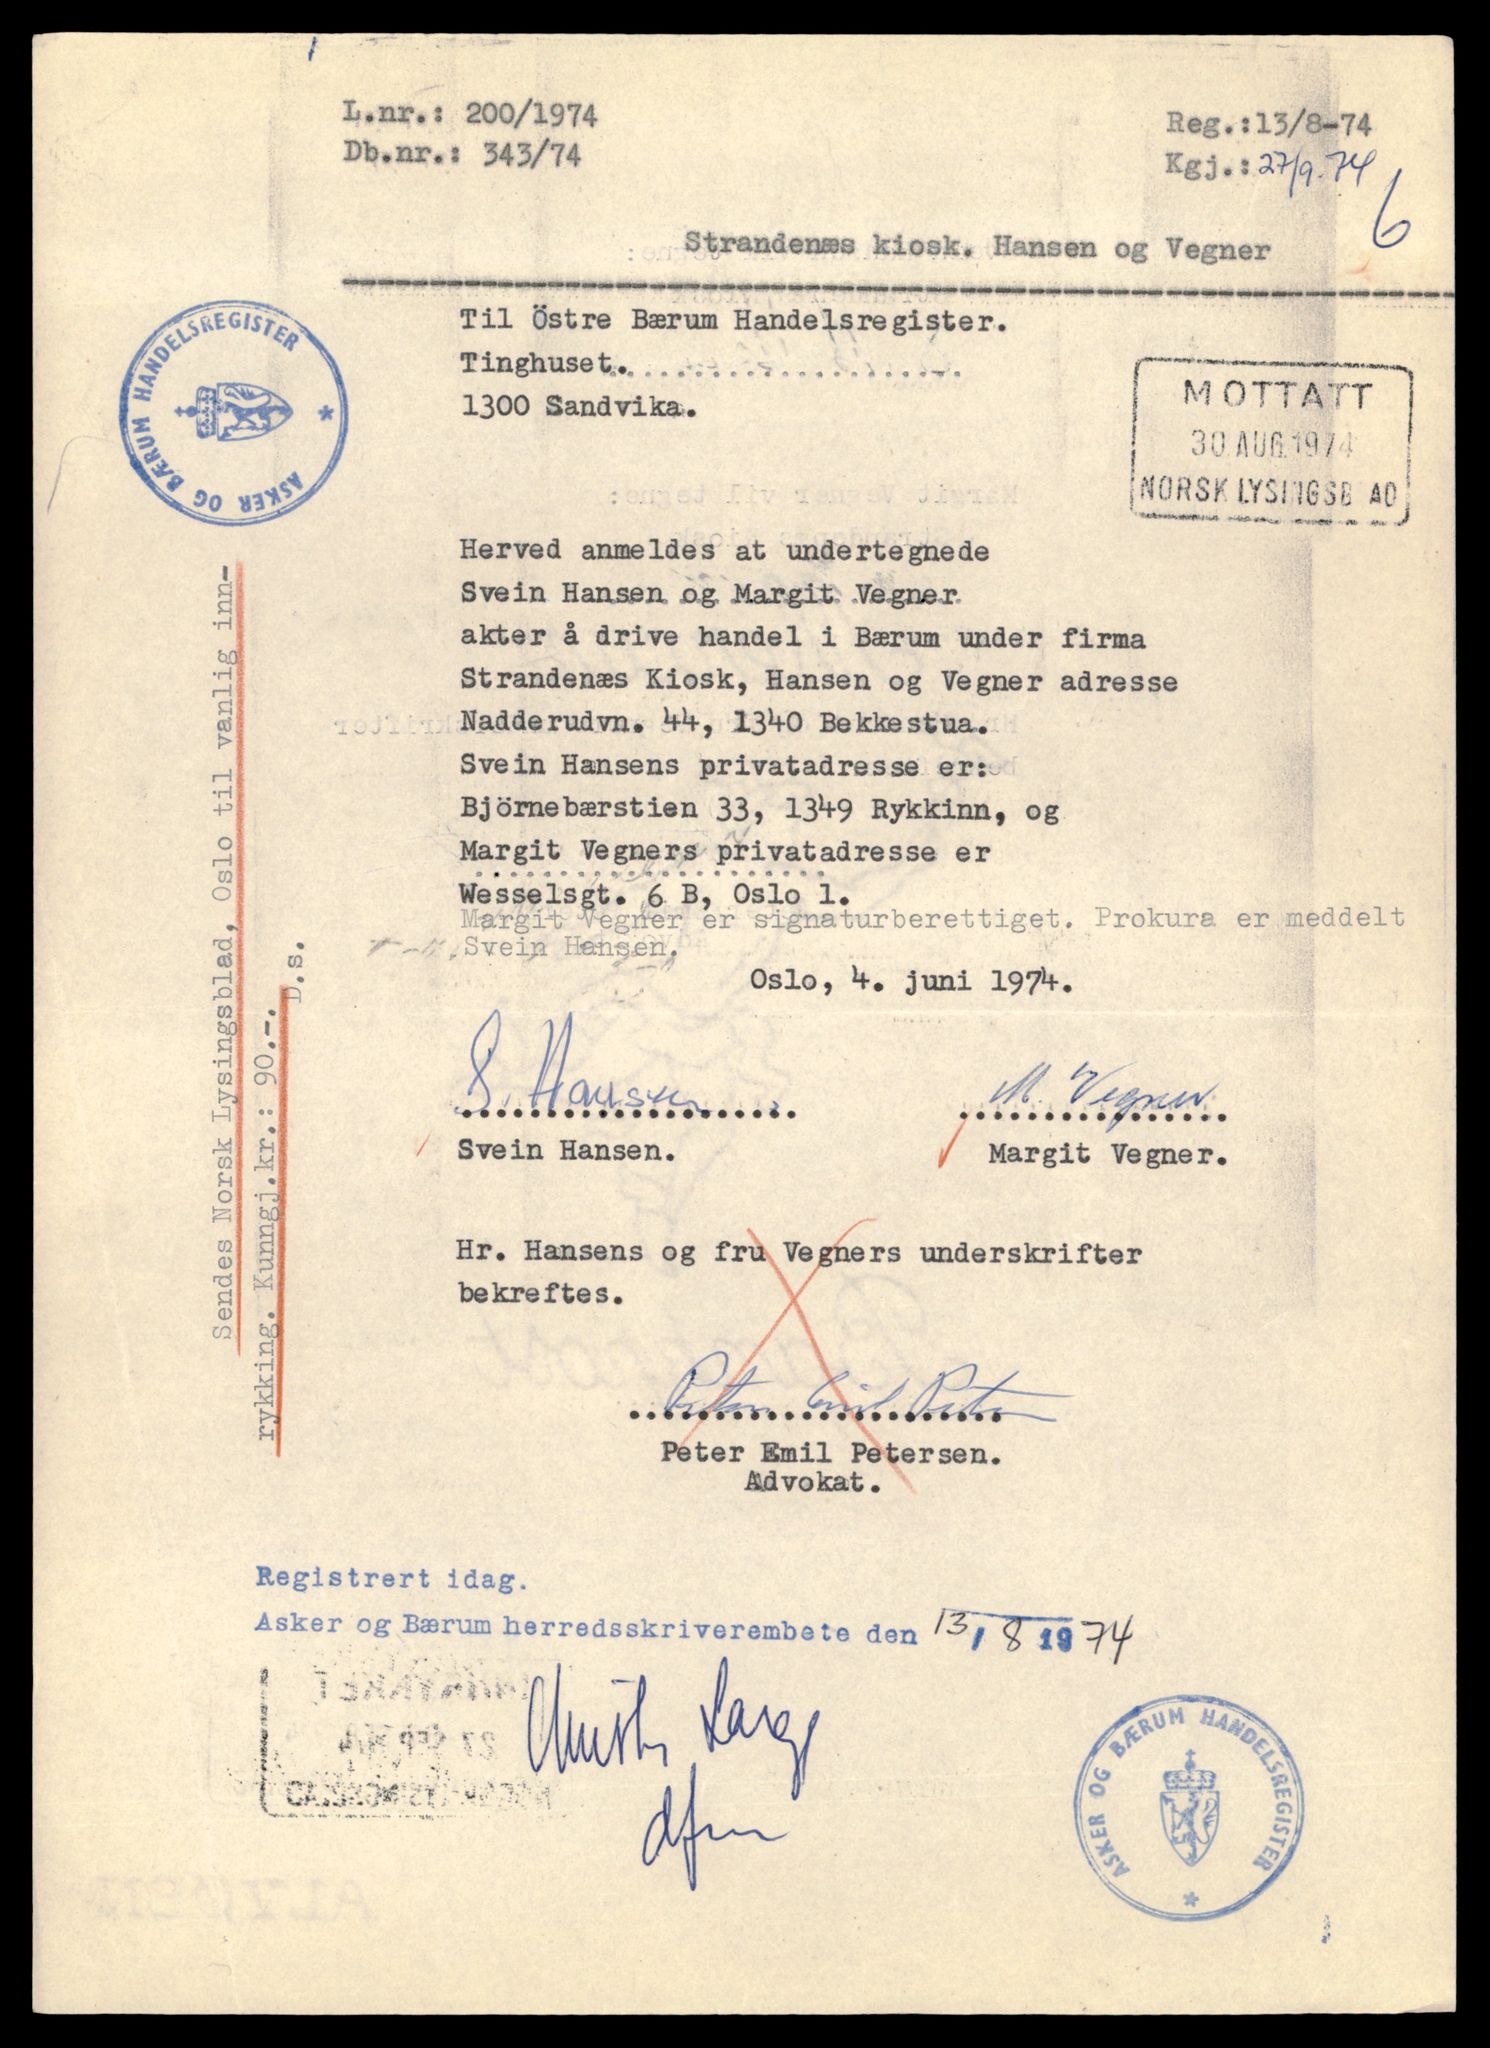 L.nr.: 200/1974
Db.nr.: 343/74
Reg.:13/8-74
Kgj.:27/9-74
6
Strandenæs kiosk. Hansen og Vegner
ASKER OG BÆRUM HANDELSREGISTER *
Til Östre Bærum Handelsregister.
Tinghuset.
1300 Sandvika.
MOTTATT
30 AUG 1974
NORSK LYSINGSB AD
Herved anmeldes at undertegnede
Svein Hansen og Margit Vegner
akter å drive handel i Bærum under firma
Strandenæs Kiosk, Hansen og Vegner adresse
Nadderudvn. 44, 1340 Bekkestua.
Svein Hansens privatadresse er:
Björnebærstien 33, 1349 Rykkinn, og
Margit Vegners privatadresse er
Wesselsgt. 6 B, Oslo 1.
Margit Vegner er signaturberettiget. Prokura er meddelt
Svein Hansen.
Oslo, 4. juni 1974.
S. Hansen
M. Vegner
Svein Hansen.
Margit Vegner.
Hr. Hansens og fru Vegners underskrifter
bekreftes.
Peter Emil Petersen.
Advokat.
Sendes Norsk Lysingsblad, Oslo til vanlig inn-
rykking. Kunngj.kr.: 90.-.
D.s.
Registrert idag.
Asker og Bærum herredsskriverembete den 13/8 1974
ASKER OG BÆRUM HANDELSREGISTER *